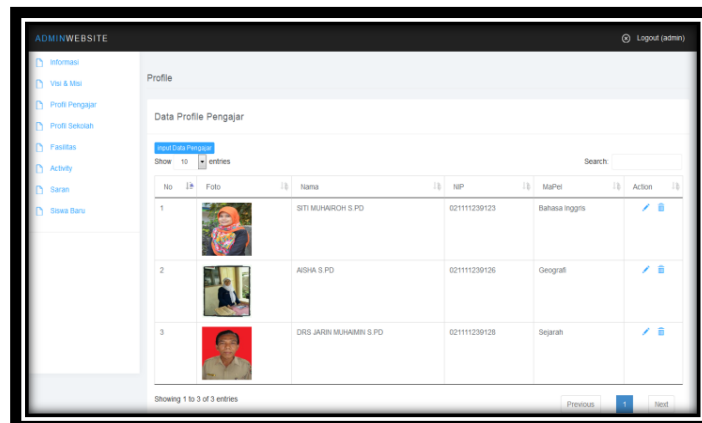 ADMINWEBSITE
Logout (admin)
Informasi
Visi & Misi
Profil Pengajar
Profil Sekolah
Fasilitas
Activity
Saran
Siswa Baru
Profile
Data Profile Pengajar
Input Data Pengajar
Show 10 entries
Search:
No Foto Nama NIP MaPel Action
1 SITI MUHAIROH S.PD 021111239123 Bahasa Inggris
2 AISHA S.PD 021111239126 Geografi
3 DRS JARIN MUHAIMIN S.PD 021111239128 Sejarah
Showing 1 to 3 of 3 entries
Previous 1 Next